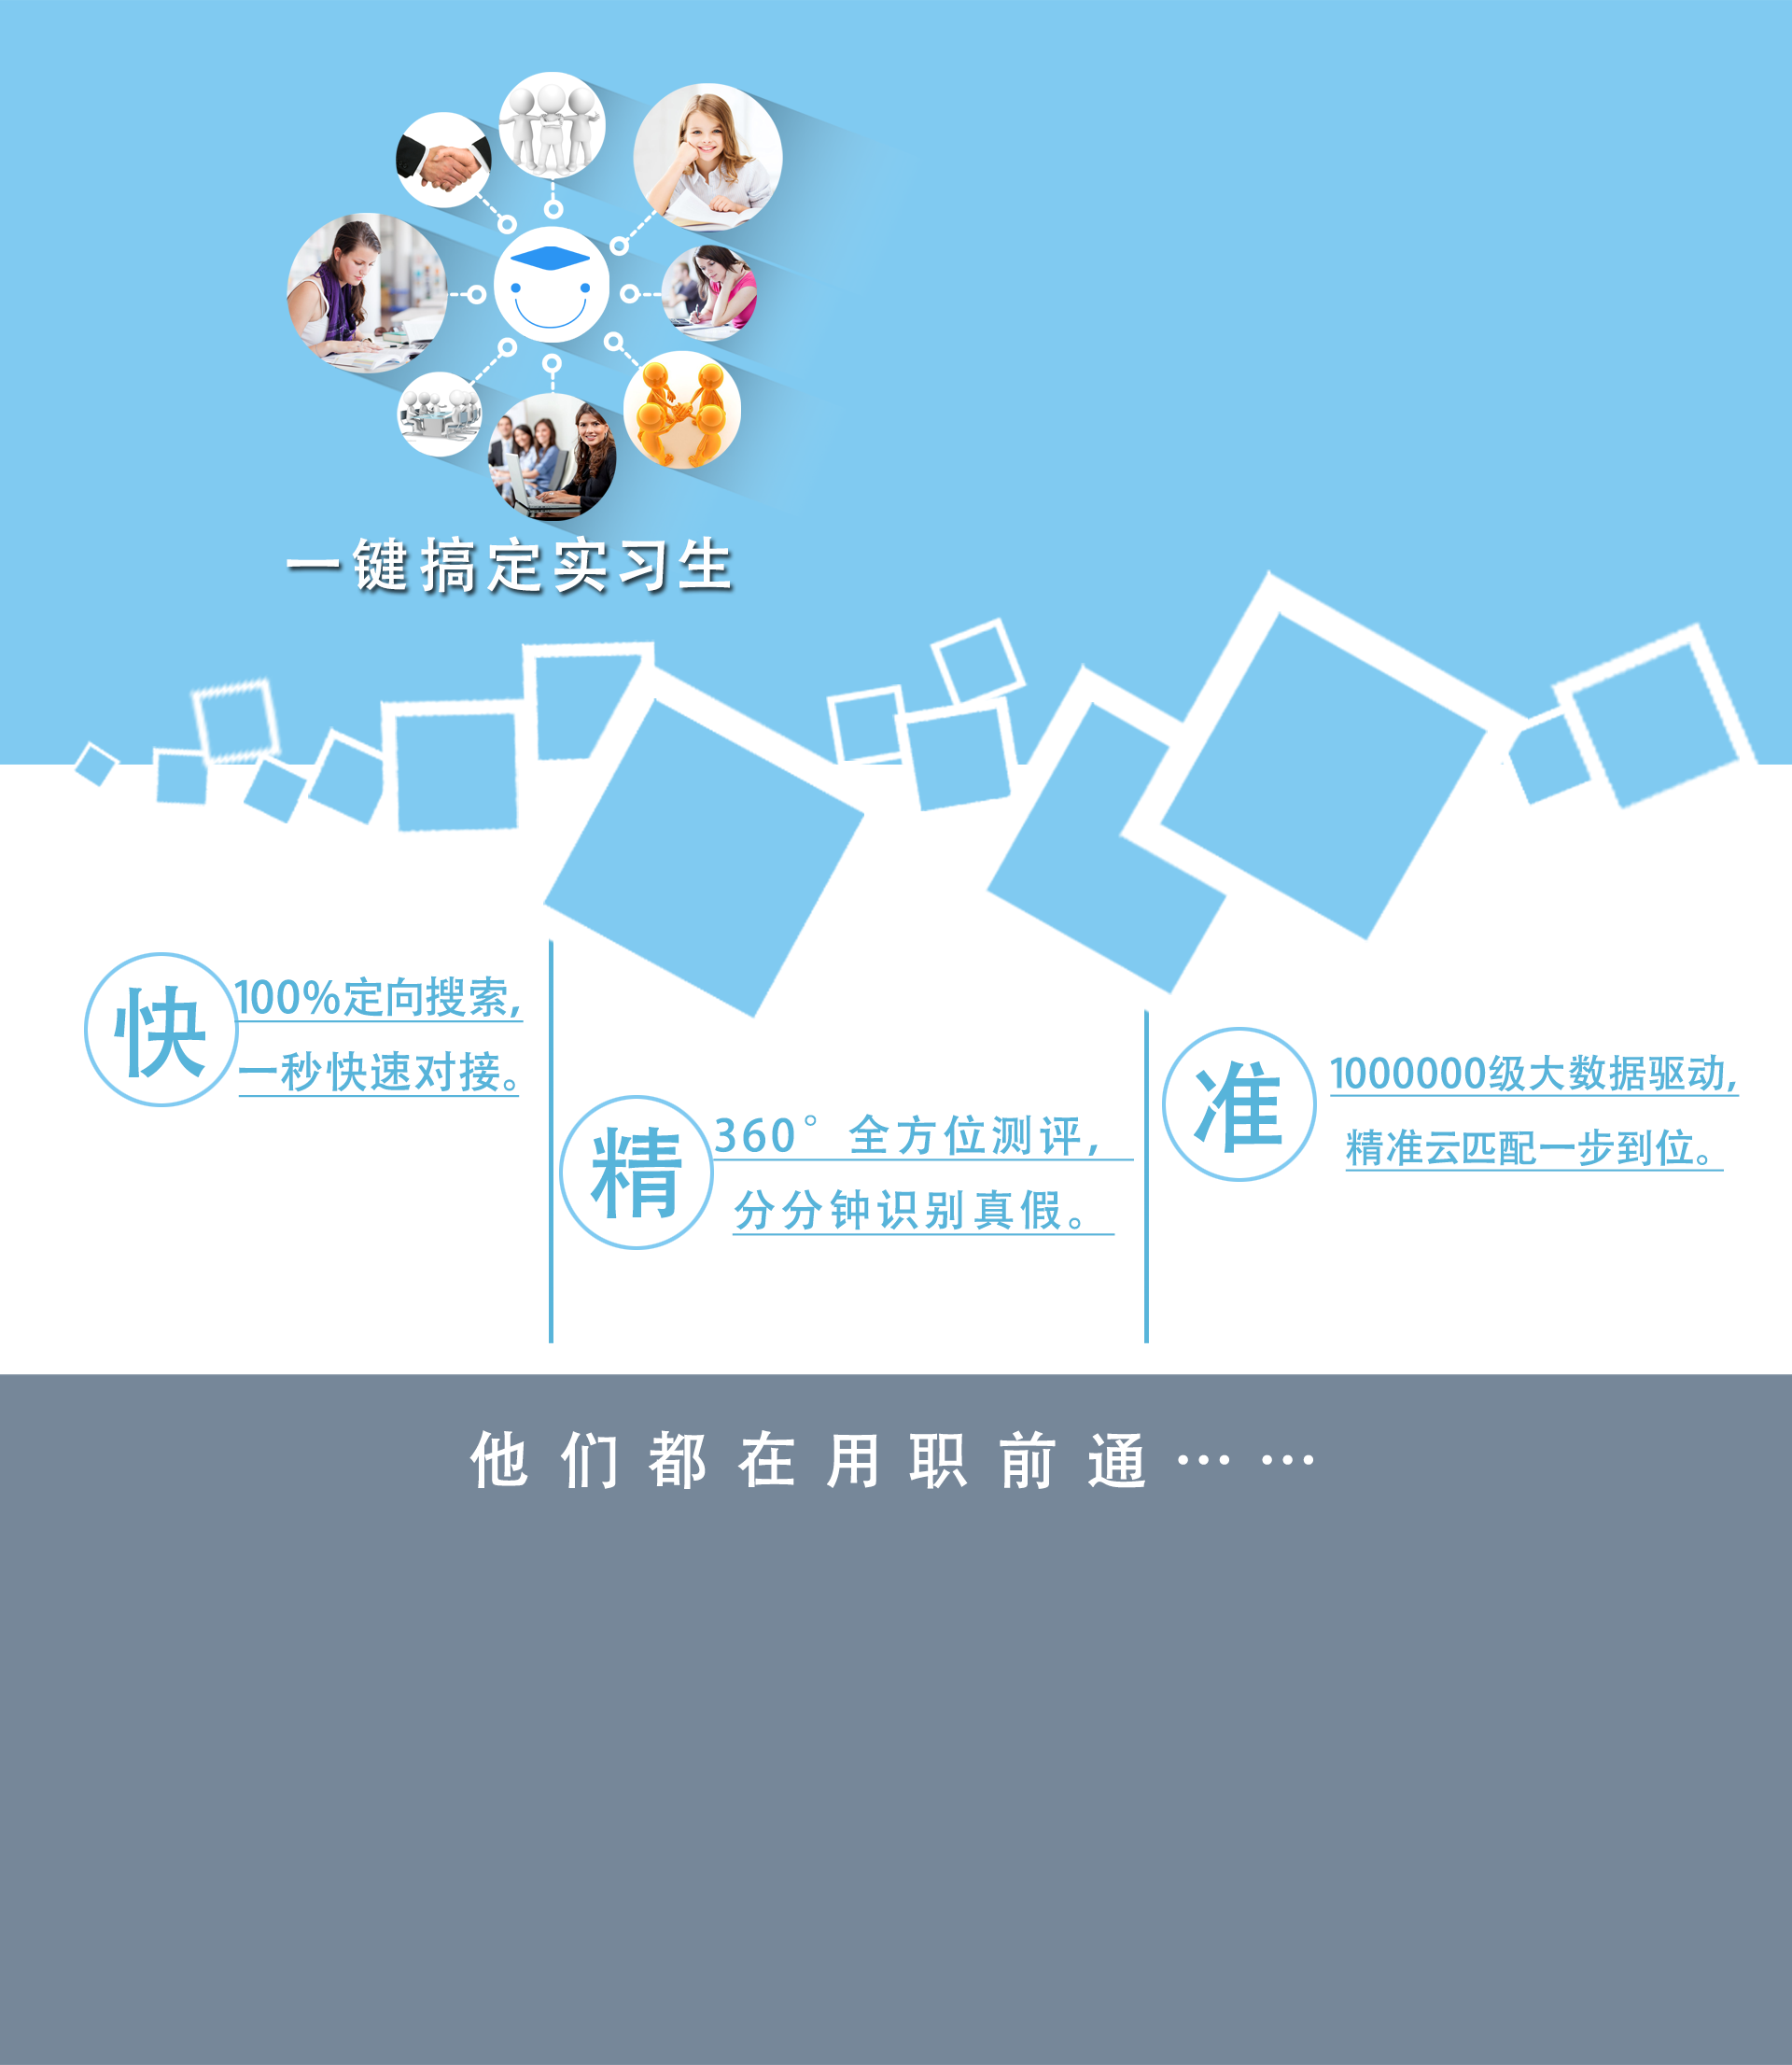 一键搞定实习生
快
100%定向搜索,
一秒快速对接。
精
360°全方位测评,
分分钟识别真假。
准
1000000级大数据驱动,
精准云匹配一步到位。
他们都在用职前通……